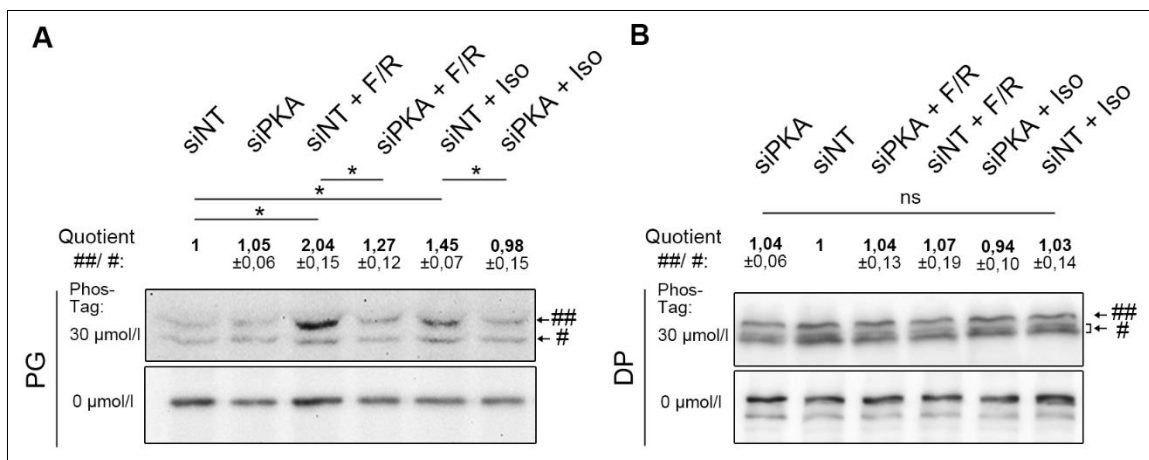 A
siNT
siPKA
siNT + F/R
siPKA + F/R
siNT + Iso
siPKA + Iso
* *
*
*
Quotient
##/ #:
1 1,05 2,04 1,27 1,45 0,98
±0,06 ±0,15 ±0,12 ±0,07 ±0,15
Phos-
Tag:
30 µmol/l
##
#
0 µmol/l
PG
B
siPKA
siNT
siPKA + F/R
siNT + F/R
siPKA + Iso
siNT + Iso
ns
Quotient
##/ #:
1,04 1 1,04 1,07 0,94 1,03
±0,06 ±0,13 ±0,19 ±0,10 ±0,14
Phos-
Tag:
30 µmol/l
##
#
0 µmol/l
DP